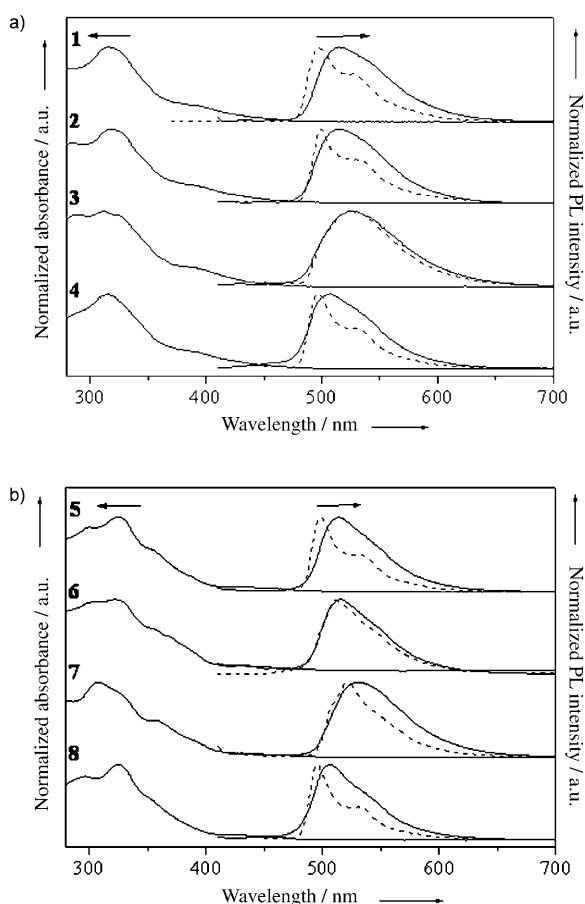 a)
1
2
3
4
Normalized absorbance / a.u.
Normalized PL intensity / a.u.
300 400 500 600 700
Wavelength / nm
b)
5
6
7
8
Normalized absorbance / a.u.
Normalized PL intensity / a.u.
300 400 500 600 700
Wavelength / nm